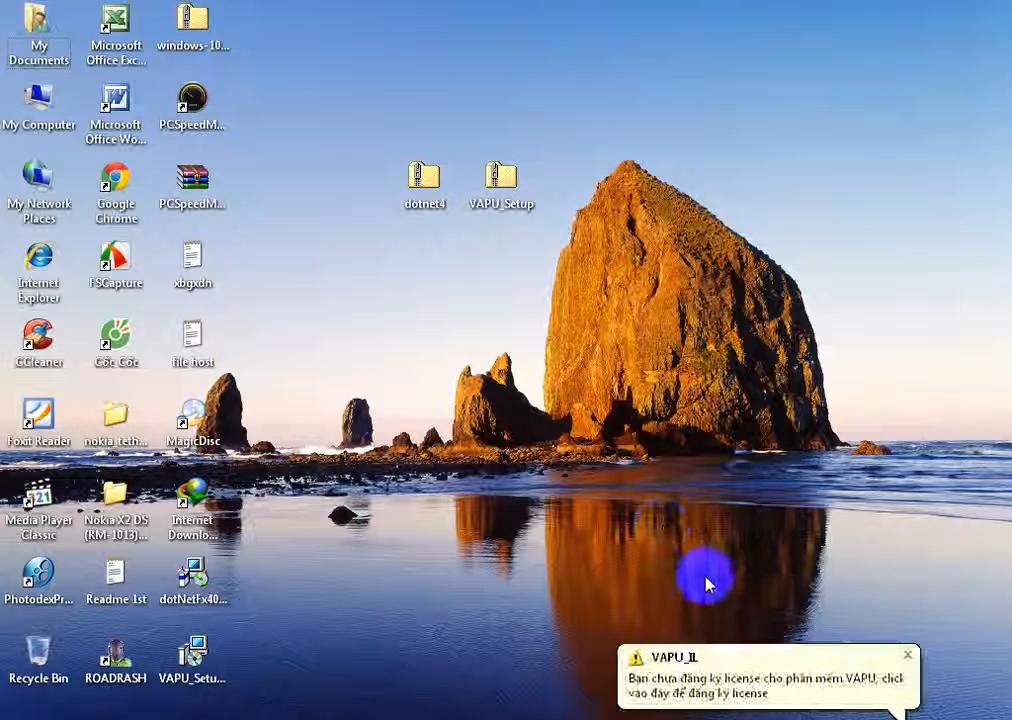 My
Documents
Microsoft
Office Exc...
windows-10...
My Computer
Microsoft
Office Wo...
PCSpeedM...
My Network
Places
Google
Chrome
PCSpeedM...
dotnet4
VAPU_Setup
Internet
Explorer
FSCapture
xbgxdn
CCleaner
Cốc Cốc
file host
Foxit Reader
nokia_teth...
MagicDisc
321
Media Player
Classic
Nokia X2 DS
(RM-1013)...
Internet
Downlo...
PhotodexPr...
Readme 1st
dotNetFx40...
Recycle Bin
ROADRASH
VAPU_Setu...
VAPU_IL
Bạn chưa đăng ký license cho phần mềm VAPU, click
vào đây để đăng ký license